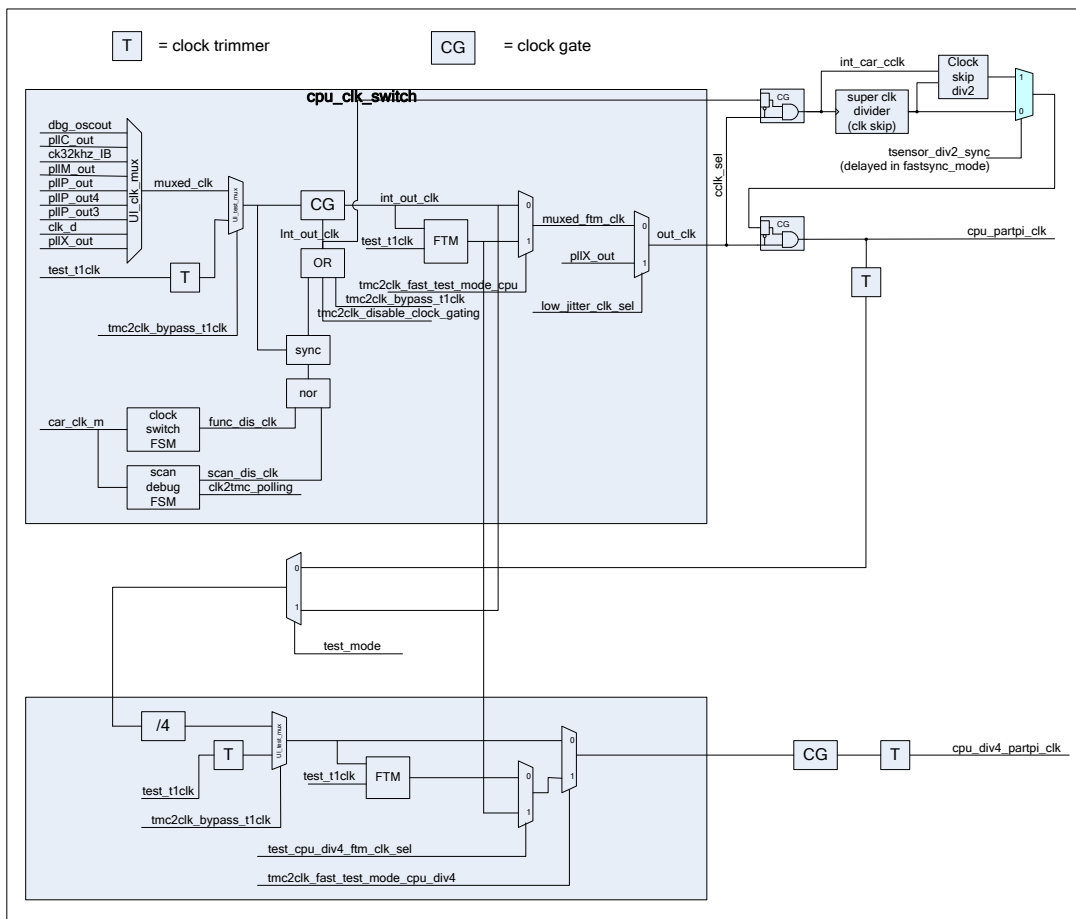 T = clock trimmer
CG = clock gate
cpu_clk_switch
int_car_cclk
Clock
skip
div2
1
0
CG
super clk
divider
(clk skip)
tsensor_div2_sync
(delayed in fastsync_mode)
dbg_oscout
pllC_out
ck32khz_IB
pllM_out
pllP_out
pllP_out4
pllP_out3
clk_d
pllX_out
UI_clk_mux
muxed_clk
UI_test_mux
test_t1clk
T
tmc2clk_bypass_t1clk
CG
int_out_clk
Int_out_clk
OR
test_t1clk
FTM
0
1
muxed_ftm_clk
pllX_out
0
1
out_clk
cclk_sel
CG
cpu_partpi_clk
T
tmc2clk_fast_test_mode_cpu
tmc2clk_bypass_t1clk
tmc2clk_disable_clock_gating
low_jitter_clk_sel
sync
nor
car_clk_m
clock
switch
FSM
func_dis_clk
scan
debug
FSM
scan_dis_clk
clk2tmc_polling
0
1
test_mode
/4
T
UI_test_mux
test_t1clk
tmc2clk_bypass_t1clk
test_t1clk
FTM
0
1
0
1
test_cpu_div4_ftm_clk_sel
tmc2clk_fast_test_mode_cpu_div4
CG
T
cpu_div4_partpi_clk